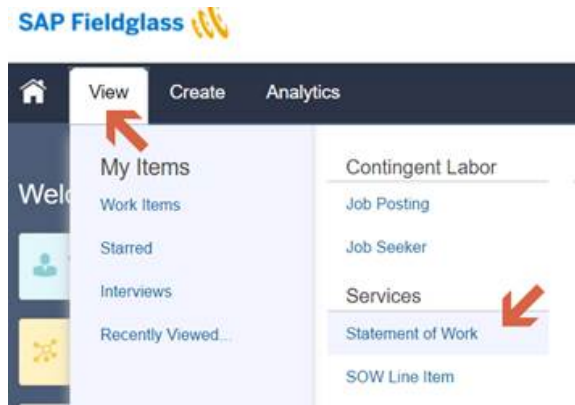 SAP Fieldglass
View Create Analytics
My Items
Work Items
Starred
Interviews
Recently Viewed...
Contingent Labor
Job Posting
Job Seeker
Services
Statement of Work
SOW Line Item
Welc